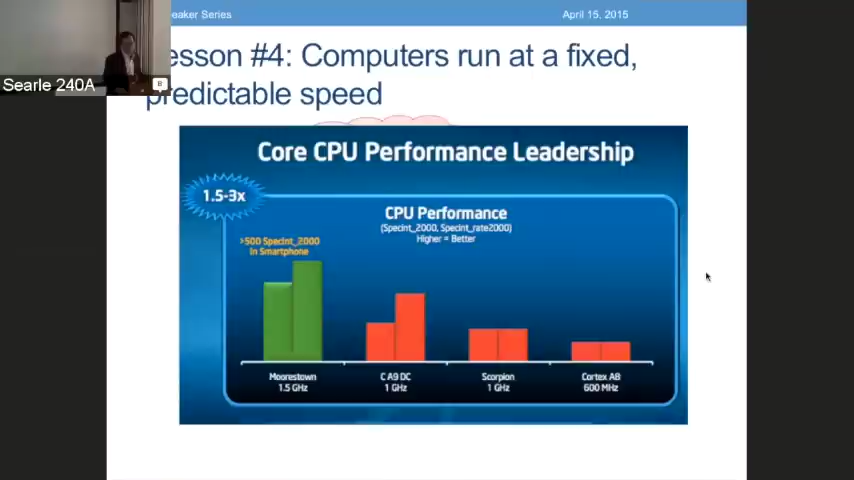 eaker Series
April 15, 2015
Searle 240A
B
esson #4: Computers run at a fixed,
predictable speed
Core CPU Performance Leadership
1.5-3x
CPU Performance
(Specint_2000, Specint_rate2000)
Higher = Better
>500 Specint_2000
in Smartphone
Moorestown
1.5 GHz
C A9 DC
1 GHz
Scorpion
1 GHz
Cortex A8
600 MHz